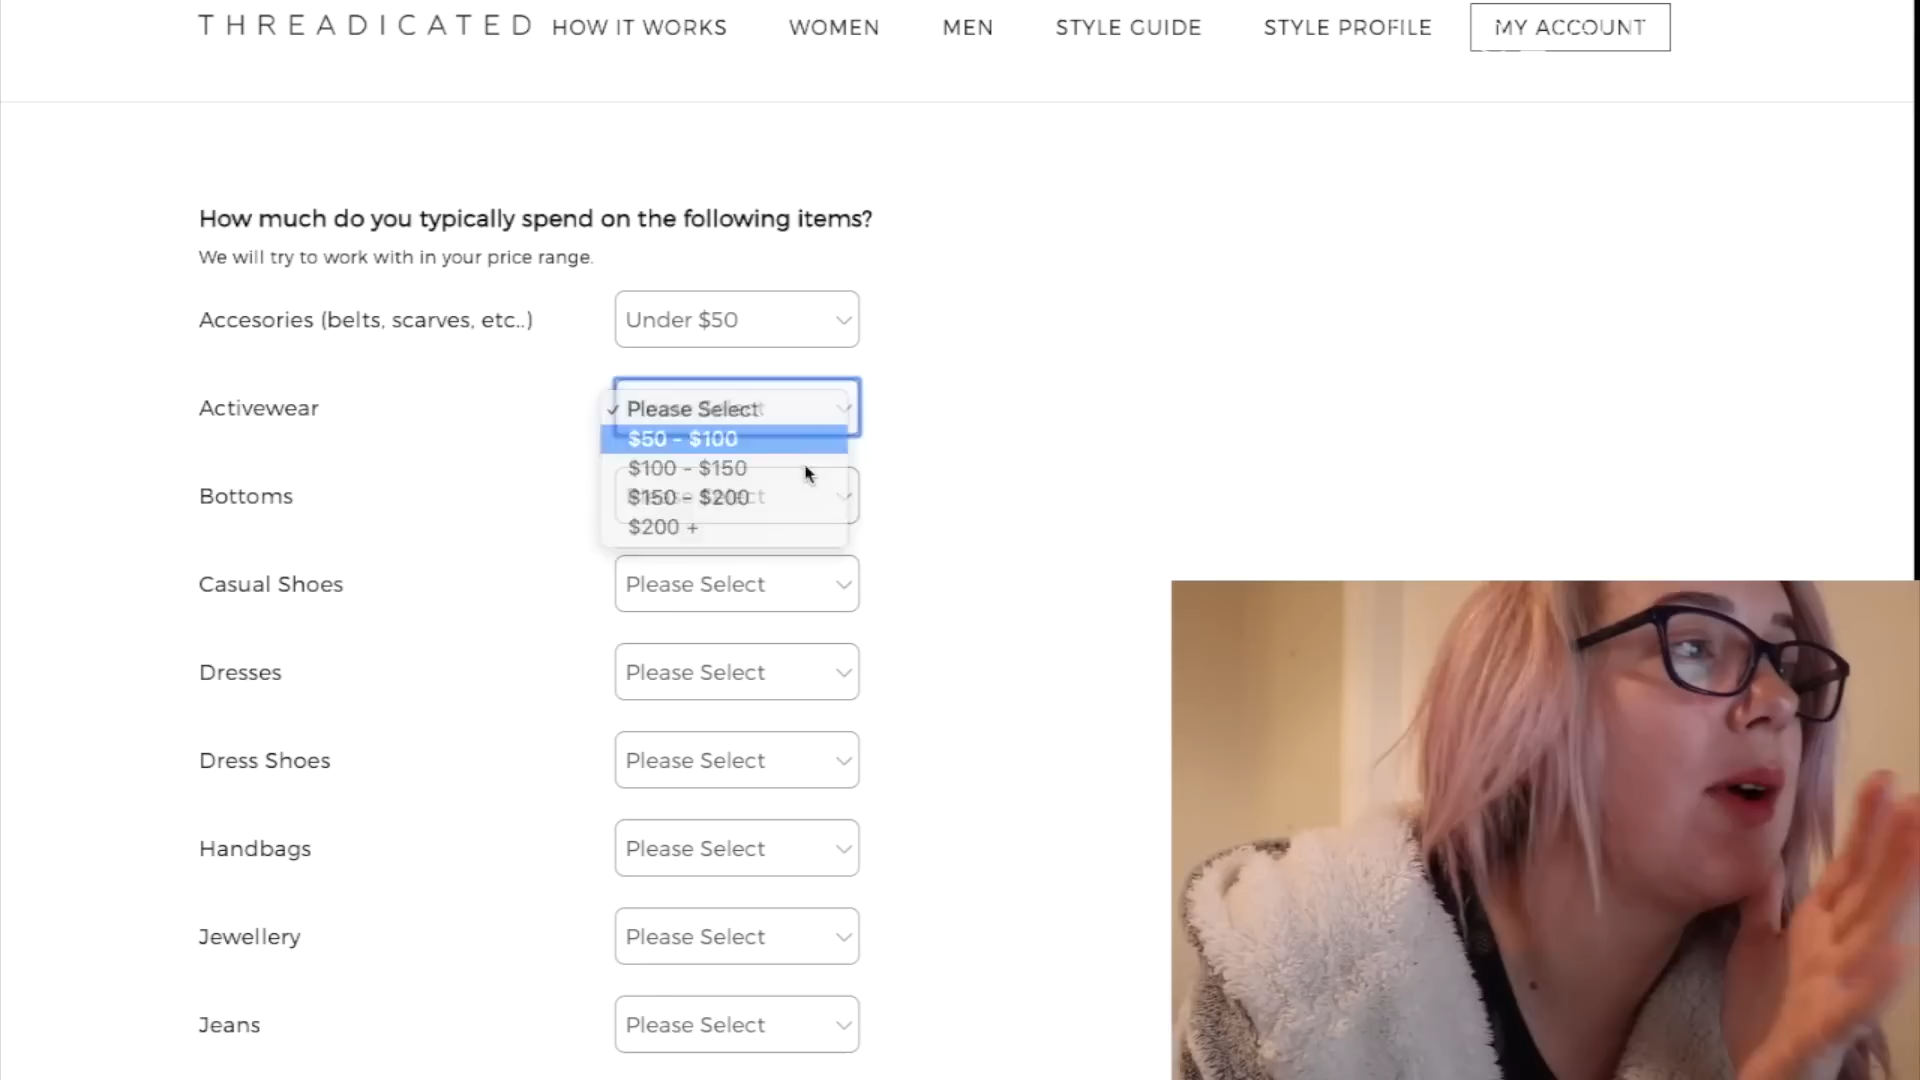 THREADICATED HOW IT WORKS WOMEN MEN STYLE GUIDE STYLE PROFILE MY ACCOUNT
How much do you typically spend on the following items?
We will try to work with in your price range.
Accesories (belts, scarves, etc..) Under $50
Activewear ✓ Please Select
$50 - $100
$100 - $150
Bottoms $150 - $200
$200 +
Casual Shoes Please Select
Dresses Please Select
Dress Shoes Please Select
Handbags Please Select
Jewellery Please Select
Jeans Please Select